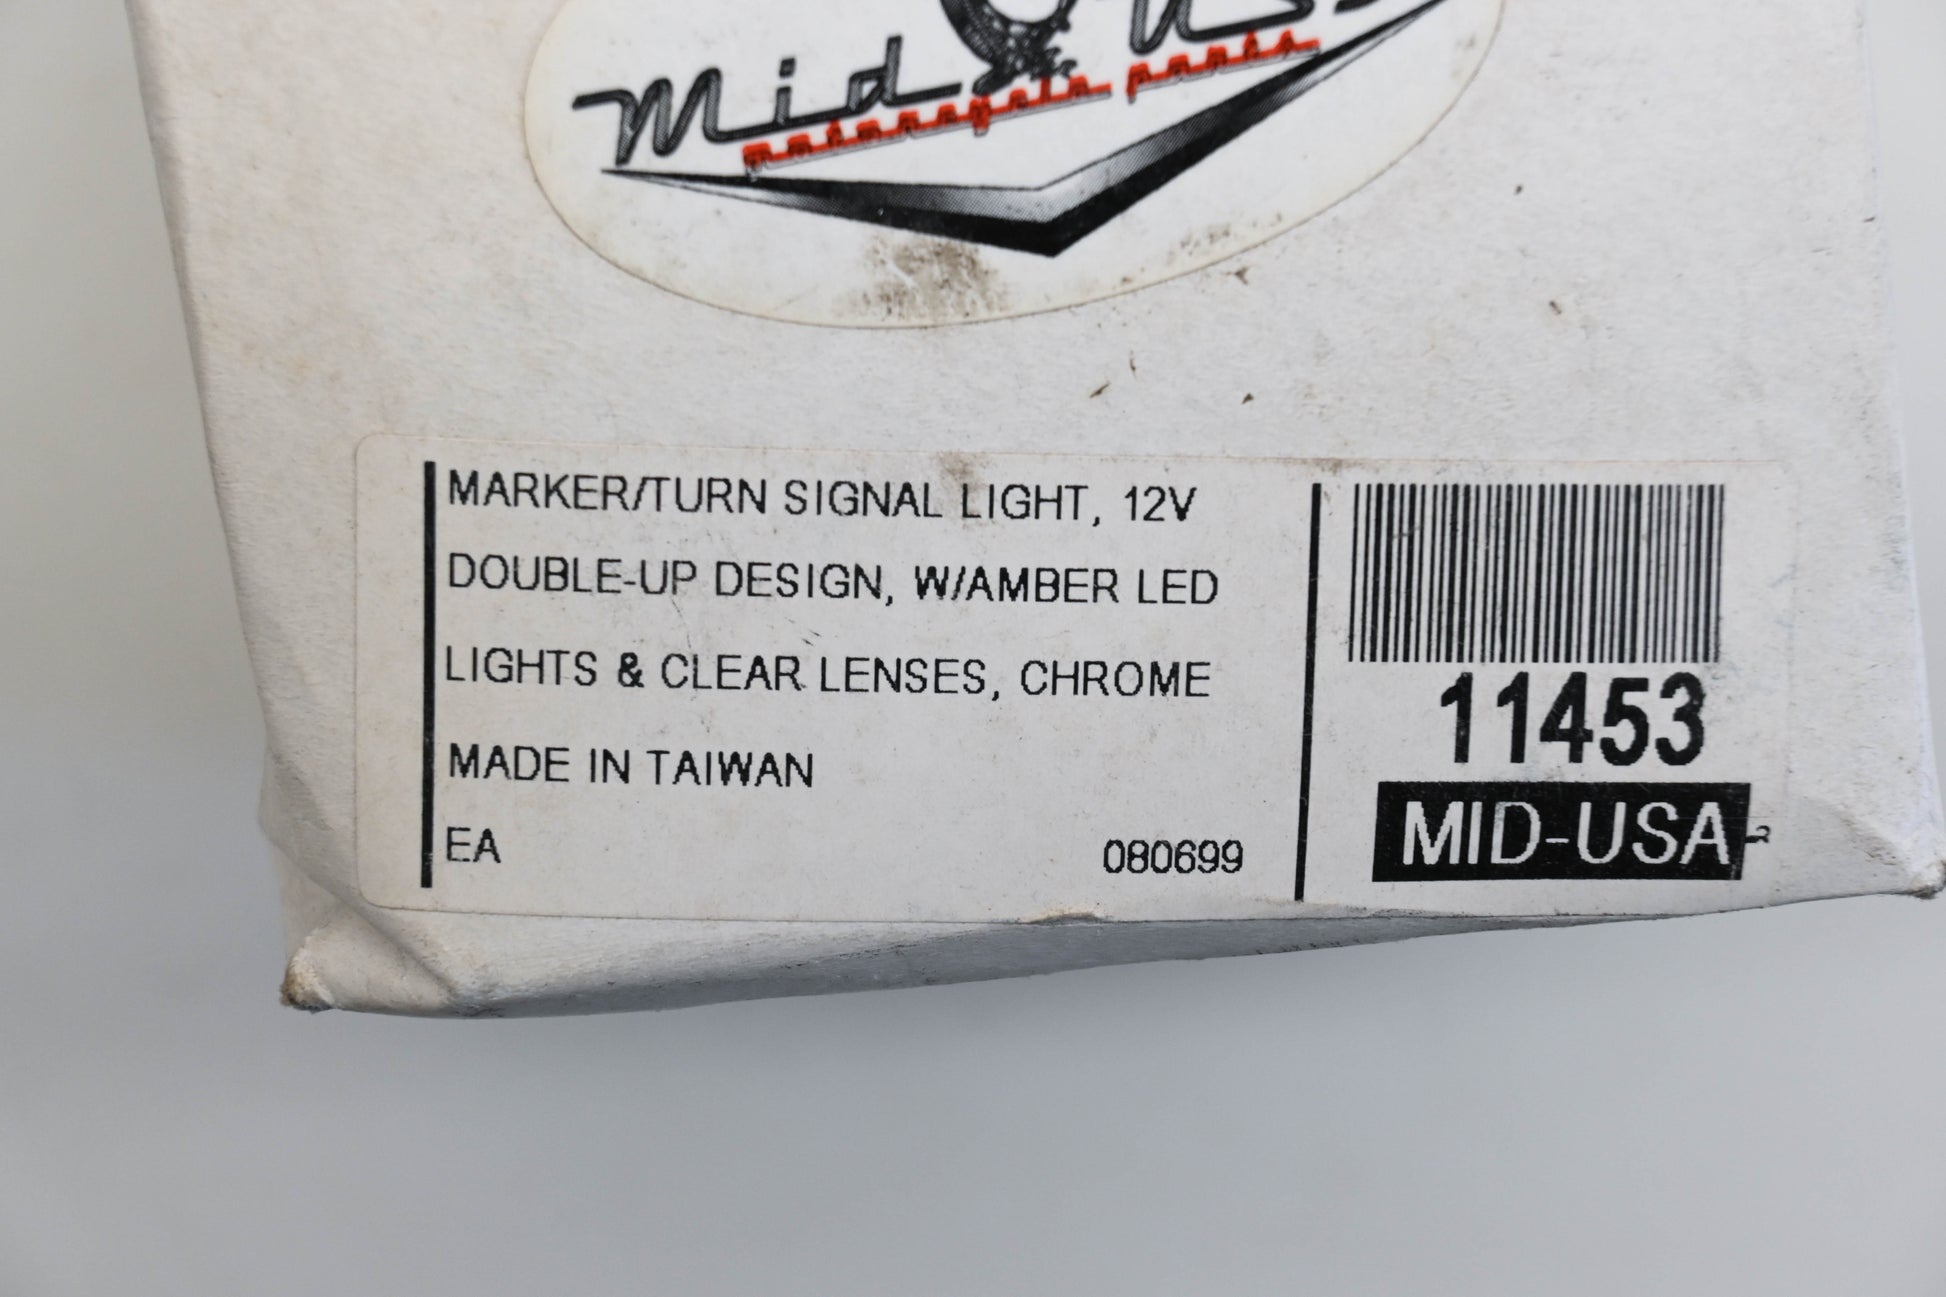 Mid
motorcycle parts
MARKER/TURN SIGNAL LIGHT, 12V
DOUBLE-UP DESIGN, W/AMBER LED
LIGHTS & CLEAR LENSES, CHROME
MADE IN TAIWAN
EA
080699
11453
MID-USA